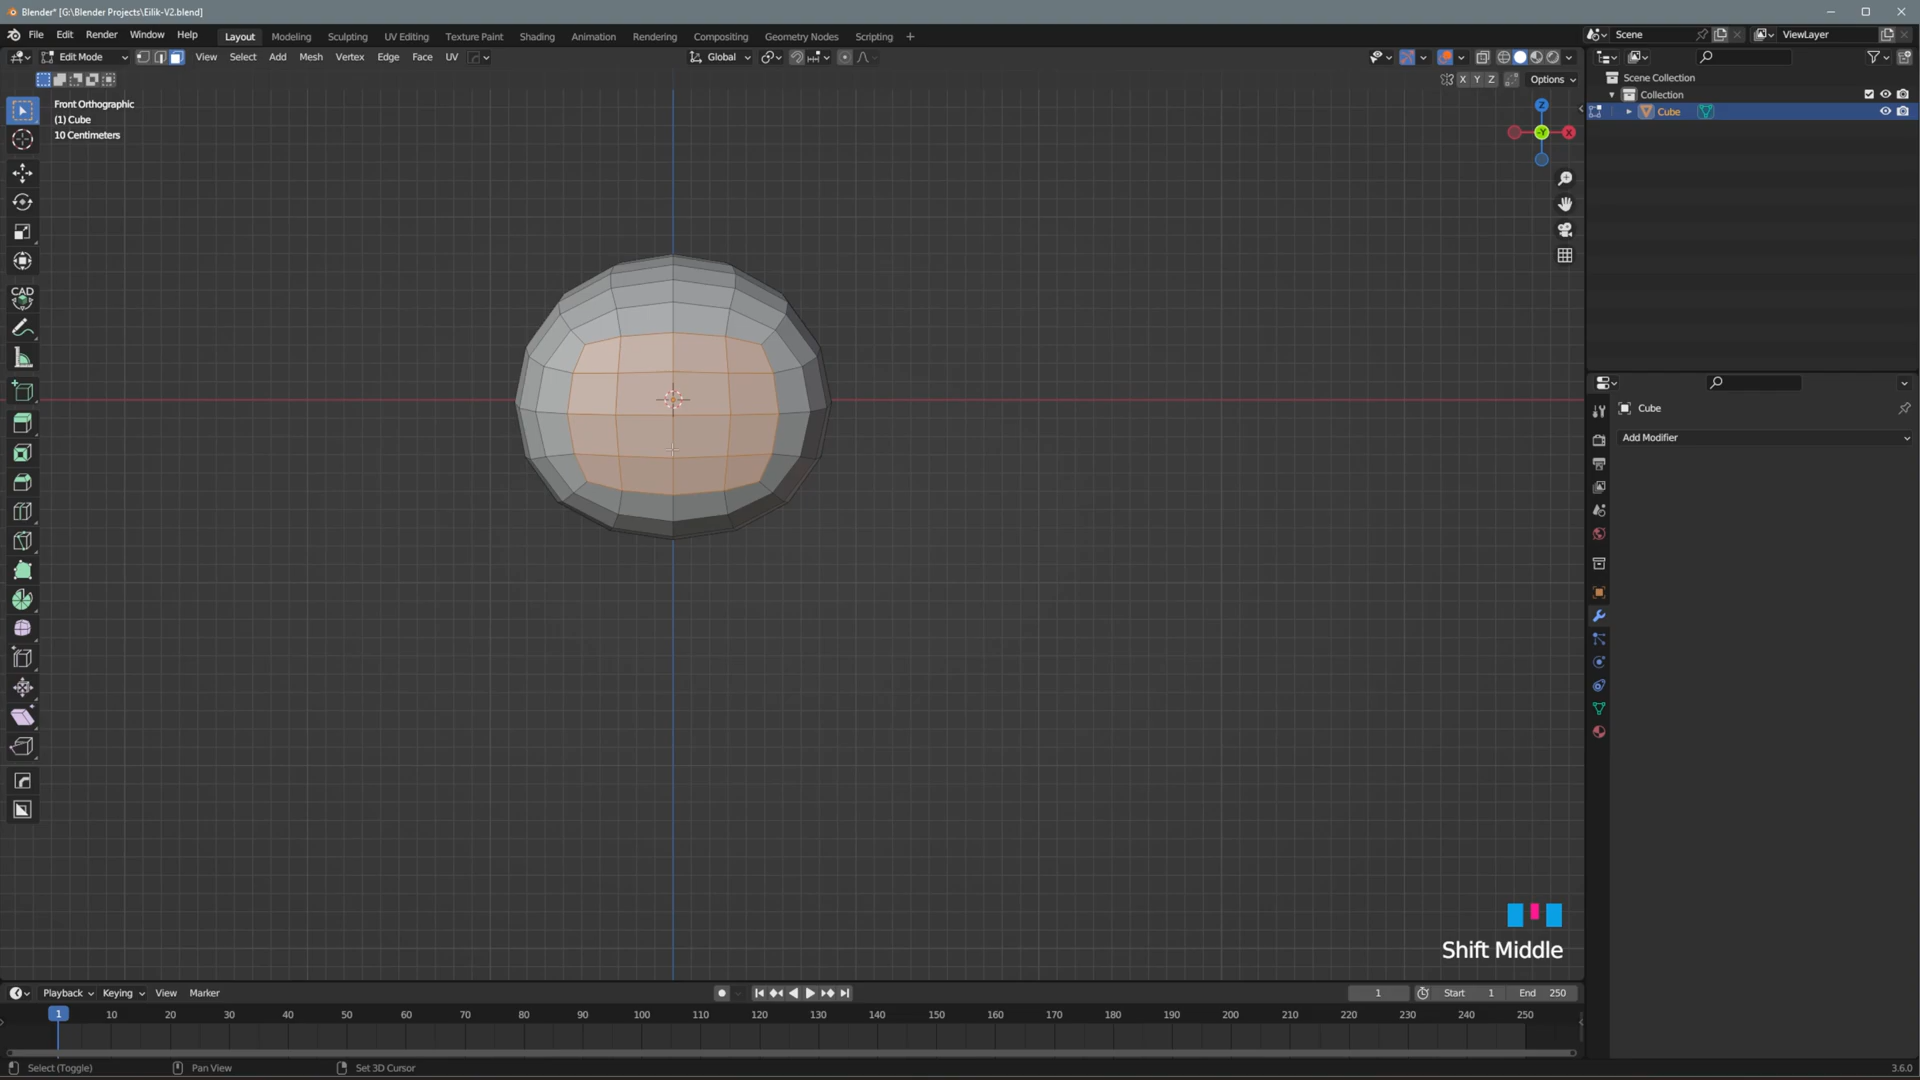 Blender* [G:\Blender Projects\Eilik-V2.blend]
File Edit Render Window Help Layout Modeling Sculpting UV Editing Texture Paint Shading Animation Rendering Compositing Geometry Nodes Scripting + Scene ViewLayer
Edit Mode View Select Add Mesh Vertex Edge Face UV Global
X Y Z Options
Scene Collection
Collection
Cube
Front Orthographic
(1) Cube
10 Centimeters
Z
Y
X
CAD
Cube
Add Modifier
Shift Middle
Playback Keying View Marker 1 Start 1 End 250
1 10 20 30 40 50 60 70 80 90 100 110 120 130 140 150 160 170 180 190 200 210 220 230 240 250
Select (Toggle) Pan View Set 3D Cursor 3.6.0